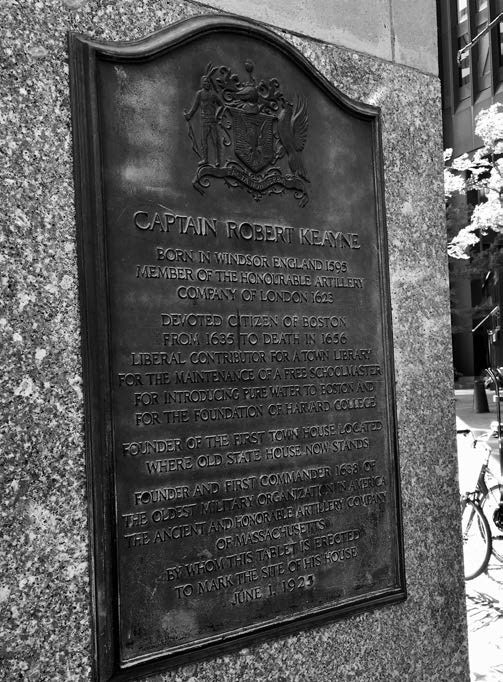 CAPTAIN ROBERT KEAYNE
BORN IN WINDSOR ENGLAND 1595
MEMBER OF THE HONOURABLE ARTILLERY
COMPANY OF LONDON 1623
DEVOTED CITIZEN OF BOSTON
FROM 1635 TO DEATH IN 1656
LIBERAL CONTRIBUTOR FOR A TOWN LIBRARY
FOR THE MAINTENANCE OF A FREE SCHOOLMASTER
FOR INTRODUCING PURE WATER TO BOSTON AND
FOR THE FOUNDATION OF HARVARD COLLEGE
FOUNDER OF THE FIRST TOWN HOUSE LOCATED
WHERE OLD STATE HOUSE NOW STANDS
FOUNDER AND FIRST COMMANDER 1638 OF
THE OLDEST MILITARY ORGANIZATION IN AMERICA
THE ANCIENT AND HONORABLE ARTILLERY COMPANY
OF MASSACHUSETTS
BY WHOM THIS TABLET IS ERECTED
TO MARK THE SITE OF HIS HOUSE
JUNE 1,